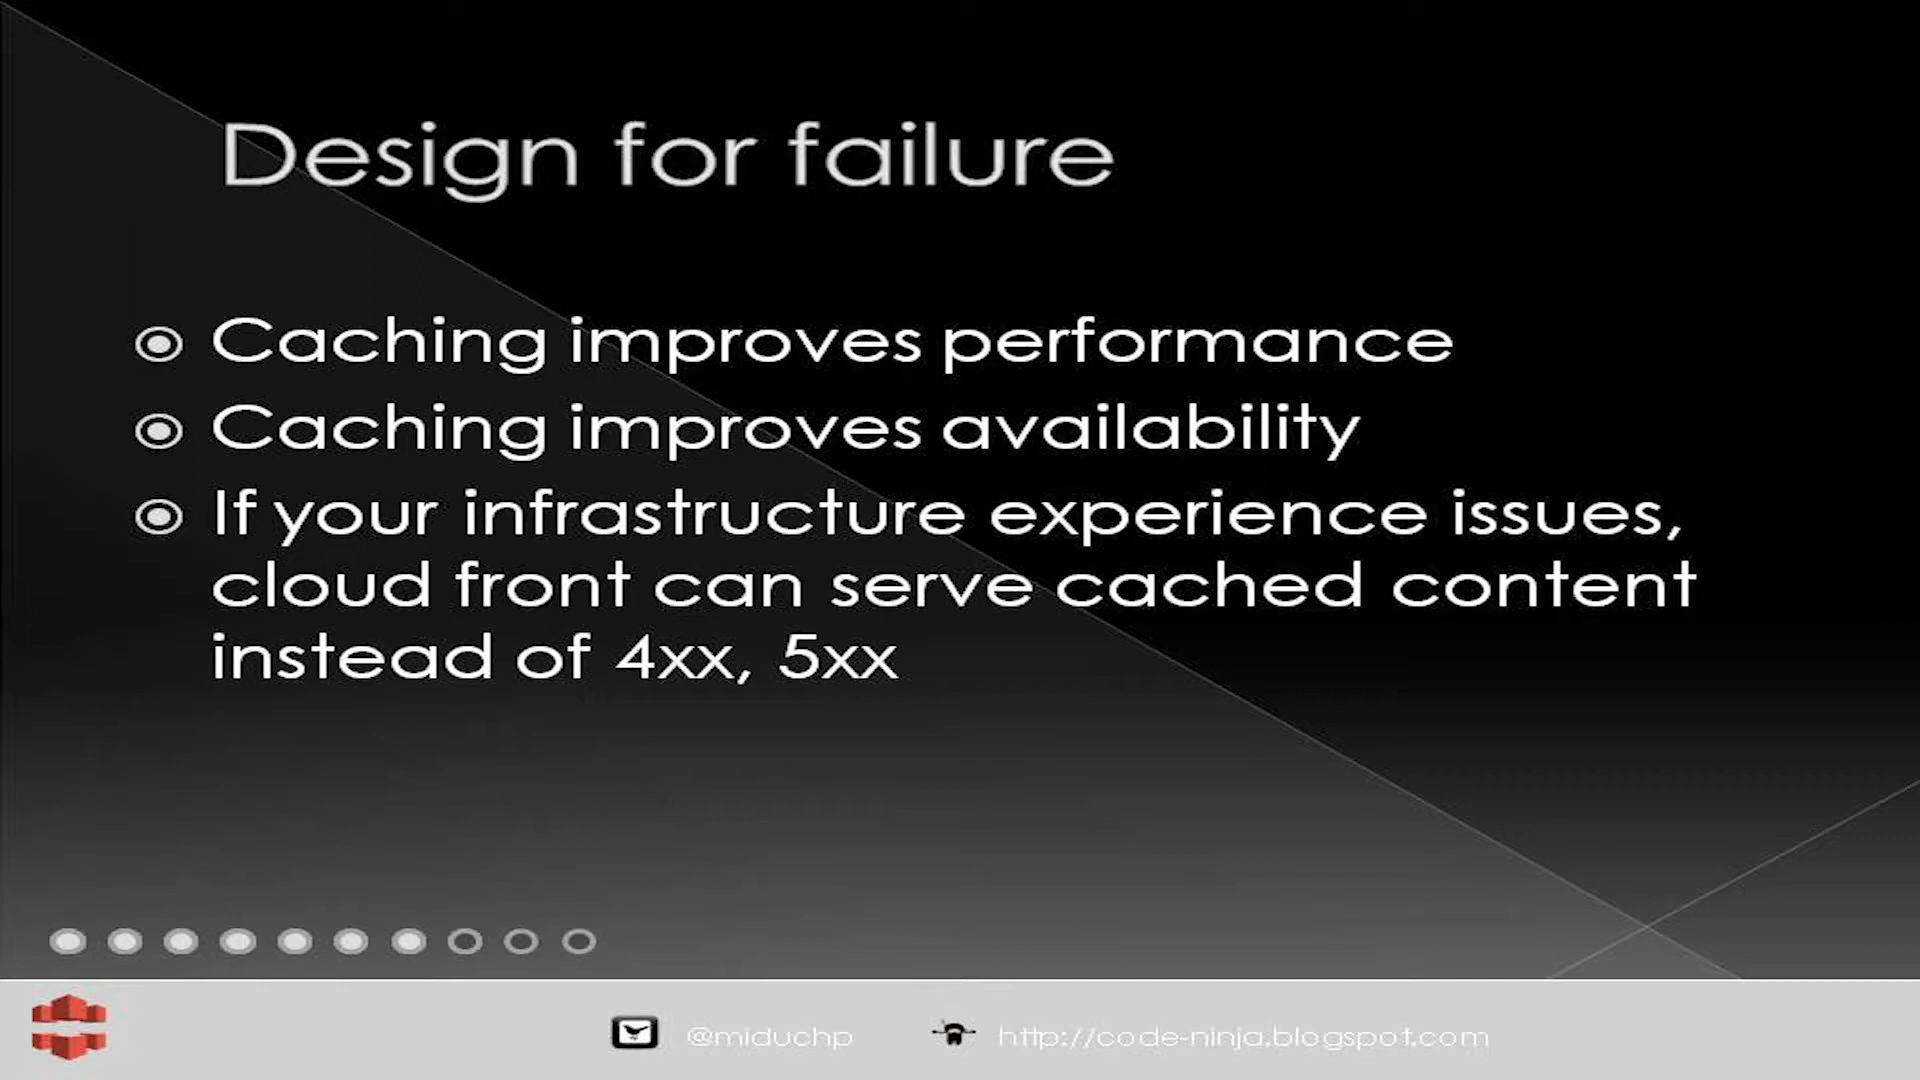 Design for failure
Caching improves performance
Caching improves availability
If your infrastructure experience issues,
cloud front can serve cached content
instead of 4xx, 5xx
@miduchp http://code-ninja.blogspot.com